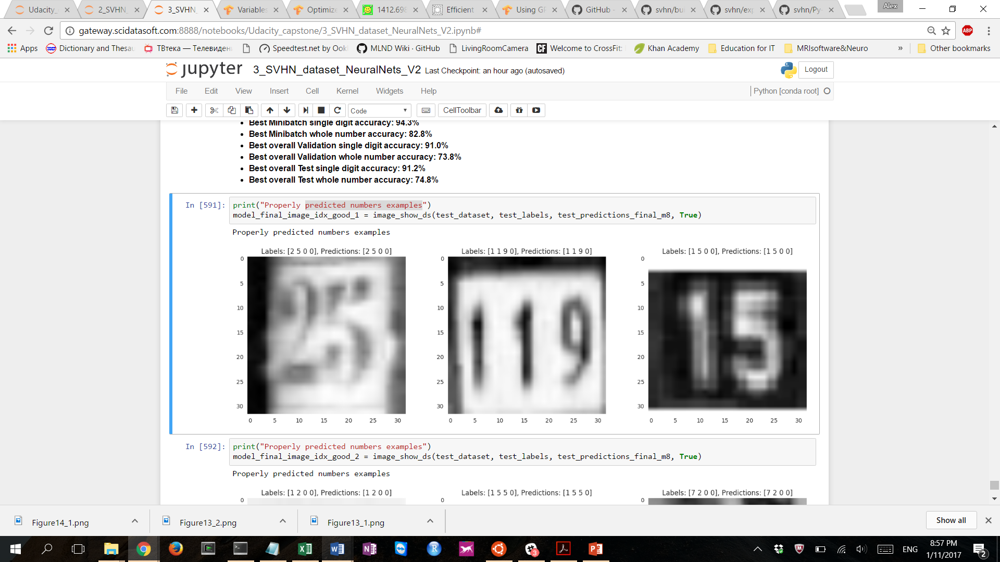 Udacity_
2_SVHN_
3_SVHN_
Variables
Optimize
1412.698
Efficient
Using GP
GitHub -
svhn/bu
svhn/exp
svhn/Py-
Alex
gateway.scidatasoft.com:8888/notebooks/Udacity_capstone/3_SVHN_dataset_NeuralNets_V2.ipynb#
ABP
Apps
Dictionary and Thesau
ТВтека — Телевиден
Speedtest.net by Ookl
MLND Wiki · GitHub
LivingRoomCamera
CF Welcome to CrossFit:
Khan Academy
Education for IT
MRIsoftware&Neuro
»
Other bookmarks
jupyter 3_SVHN_dataset_NeuralNets_V2 Last Checkpoint: an hour ago (autosaved)
Logout
File Edit View Insert Cell Kernel Widgets Help
Python [conda root]
Code
CellToolbar
Best Minibatch single digit accuracy: 94.3%
Best Minibatch whole number accuracy: 82.8%
Best overall Validation single digit accuracy: 91.0%
Best overall Validation whole number accuracy: 73.8%
Best overall Test single digit accuracy: 91.2%
Best overall Test whole number accuracy: 74.8%
In [591]: print("Properly predicted numbers examples")
model_final_image_idx_good_1 = image_show_ds(test_dataset, test_labels, test_predictions_final_m8, True)
Properly predicted numbers examples
Labels: [2 5 0 0], Predictions: [2 5 0 0]
0
5
10
15
20
25
30
25
0 5 10 15 20 25 30
Labels: [1 1 9 0], Predictions: [1 1 9 0]
0
5
10
15
20
25
30
119
0 5 10 15 20 25 30
Labels: [1 5 0 0], Predictions: [1 5 0 0]
0
5
10
15
20
25
30
15
0 5 10 15 20 25 30
In [592]: print("Properly predicted numbers examples")
model_final_image_idx_good_2 = image_show_ds(test_dataset, test_labels, test_predictions_final_m8, True)
Properly predicted numbers examples
Labels: [1 2 0 0], Predictions: [1 2 0 0]
0
Labels: [1 5 5 0], Predictions: [1 5 5 0]
0
Labels: [7 2 0 0], Predictions: [7 2 0 0]
0
Figure14_1.png
Figure13_2.png
Figure13_1.png
Show all
3
ENG
8:57 PM
1/11/2017
2